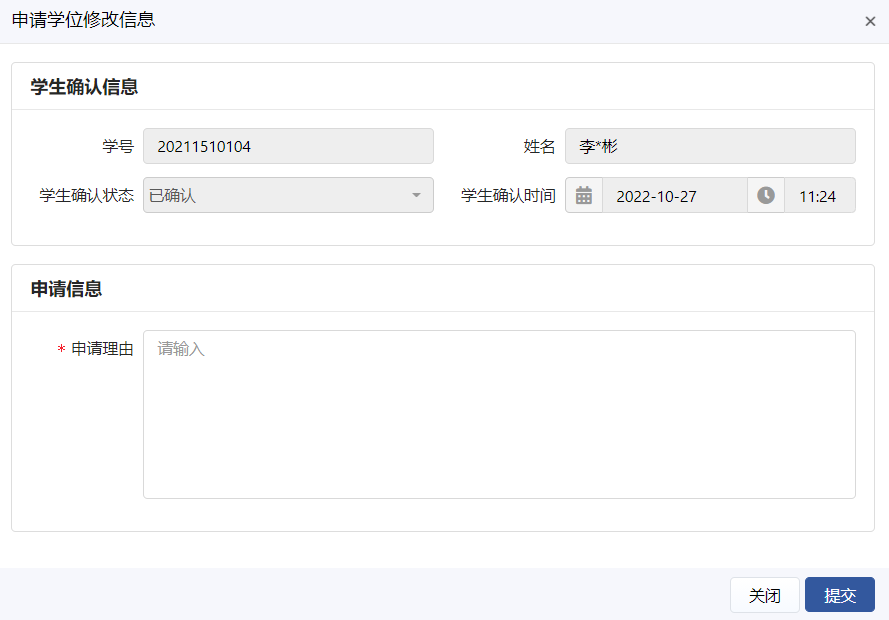 申请学位修改信息
学生确认信息
学号 20211510104 姓名 李*彬
学生确认状态 已确认 学生确认时间 2022-10-27 11:24
申请信息
* 申请理由 请输入
关闭 提交